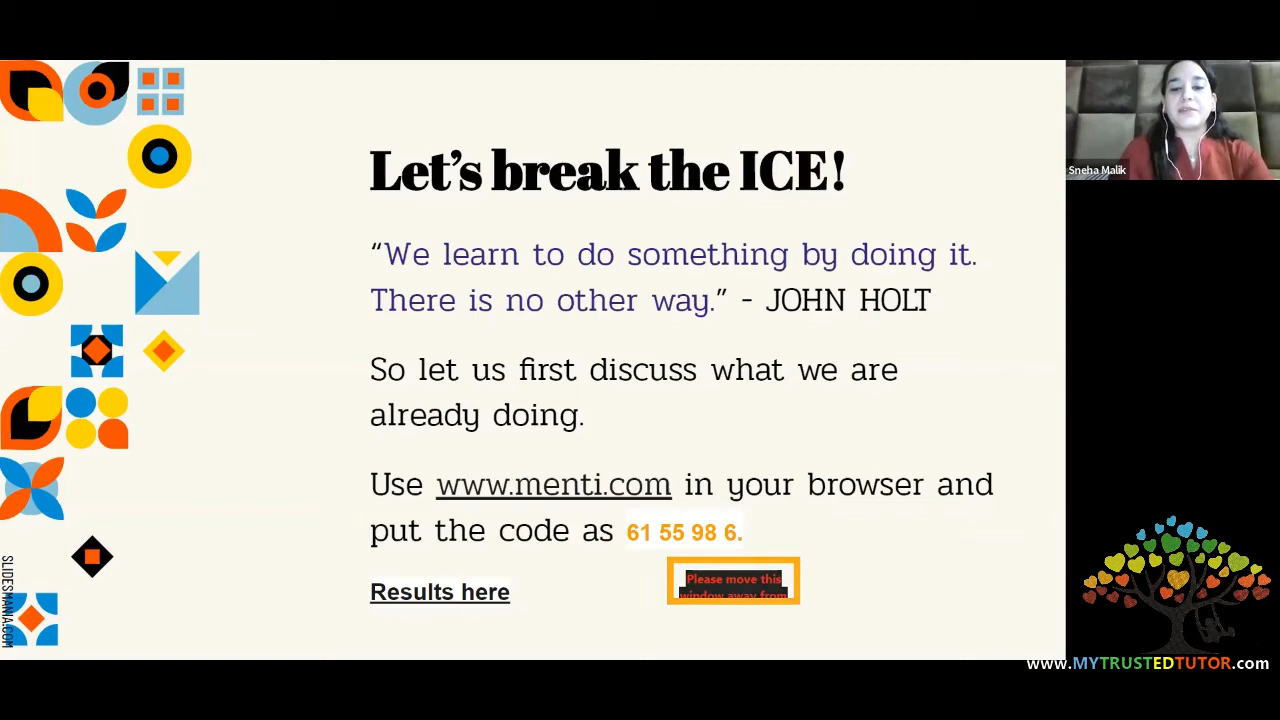 Let's break the ICE!
“We learn to do something by doing it.
There is no other way.” - JOHN HOLT
So let us first discuss what we are
already doing.
Use www.menti.com in your browser and
put the code as 61 55 98 6.
Results here
Please move this
window away from
Sneha Malik
SLIDESMANIA.COM
www.MYTRUSTEDTUTOR.com